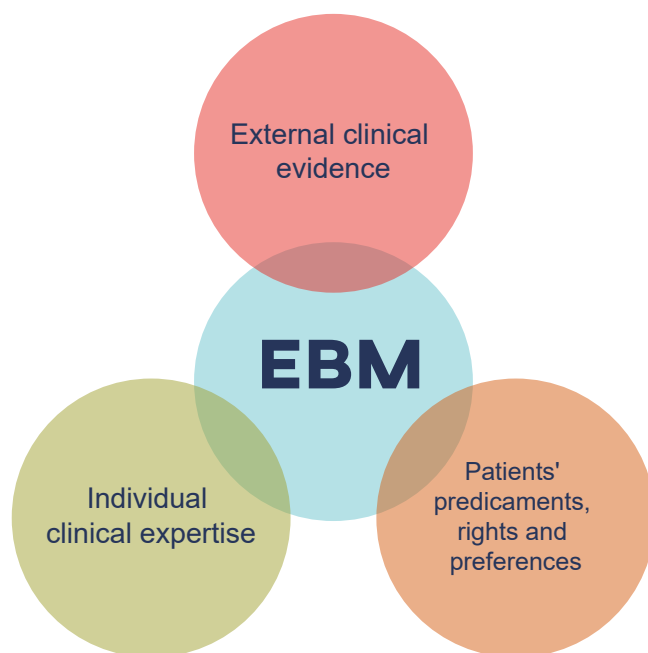 External clinical
evidence
EBM
Individual
clinical expertise
Patients'
predicaments,
rights and
preferences